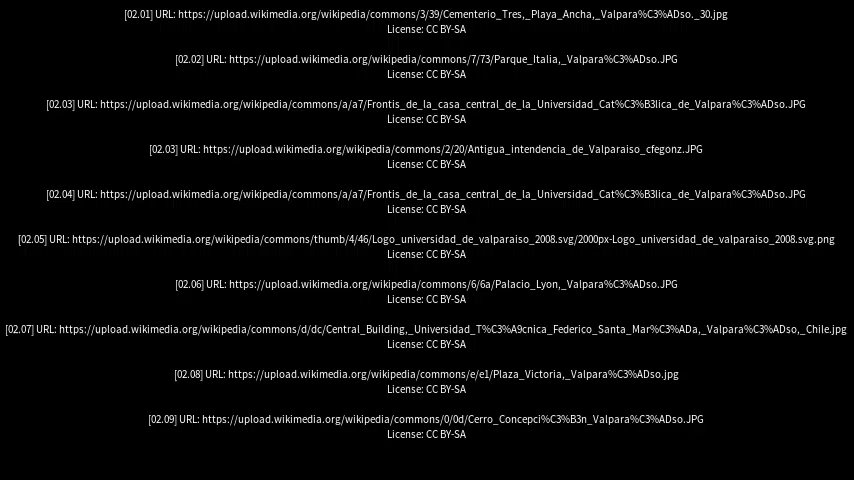 [02.01] URL: https://upload.wikimedia.org/wikipedia/commons/3/39/Cementerio_Tres,_Playa_Ancha,_Valpara%C3%ADso._30.jpg
License: CC BY-SA
[02.02] URL: https://upload.wikimedia.org/wikipedia/commons/7/73/Parque_Italia,_Valpara%C3%ADso.JPG
License: CC BY-SA
[02.03] URL: https://upload.wikimedia.org/wikipedia/commons/a/a7/Frontis_de_la_casa_central_de_la_Universidad_Cat%C3%B3lica_de_Valpara%C3%ADso.JPG
License: CC BY-SA
[02.03] URL: https://upload.wikimedia.org/wikipedia/commons/2/20/Antigua_intendencia_de_Valparaiso_cfegonz.JPG
License: CC BY-SA
[02.04] URL: https://upload.wikimedia.org/wikipedia/commons/a/a7/Frontis_de_la_casa_central_de_la_Universidad_Cat%C3%B3lica_de_Valpara%C3%ADso.JPG
License: CC BY-SA
[02.05] URL: https://upload.wikimedia.org/wikipedia/commons/thumb/4/46/Logo_universidad_de_valparaiso_2008.svg/2000px-Logo_universidad_de_valparaiso_2008.svg.png
License: CC BY-SA
[02.06] URL: https://upload.wikimedia.org/wikipedia/commons/6/6a/Palacio_Lyon,_Valpara%C3%ADso.JPG
License: CC BY-SA
[02.07] URL: https://upload.wikimedia.org/wikipedia/commons/d/dc/Central_Building,_Universidad_T%C3%A9cnica_Federico_Santa_Mar%C3%ADa,_Valpara%C3%ADso,_Chile.jpg
License: CC BY-SA
[02.08] URL: https://upload.wikimedia.org/wikipedia/commons/e/e1/Plaza_Victoria,_Valpara%C3%ADso.jpg
License: CC BY-SA
[02.09] URL: https://upload.wikimedia.org/wikipedia/commons/0/0d/Cerro_Concepci%C3%B3n_Valpara%C3%ADso.JPG
License: CC BY-SA